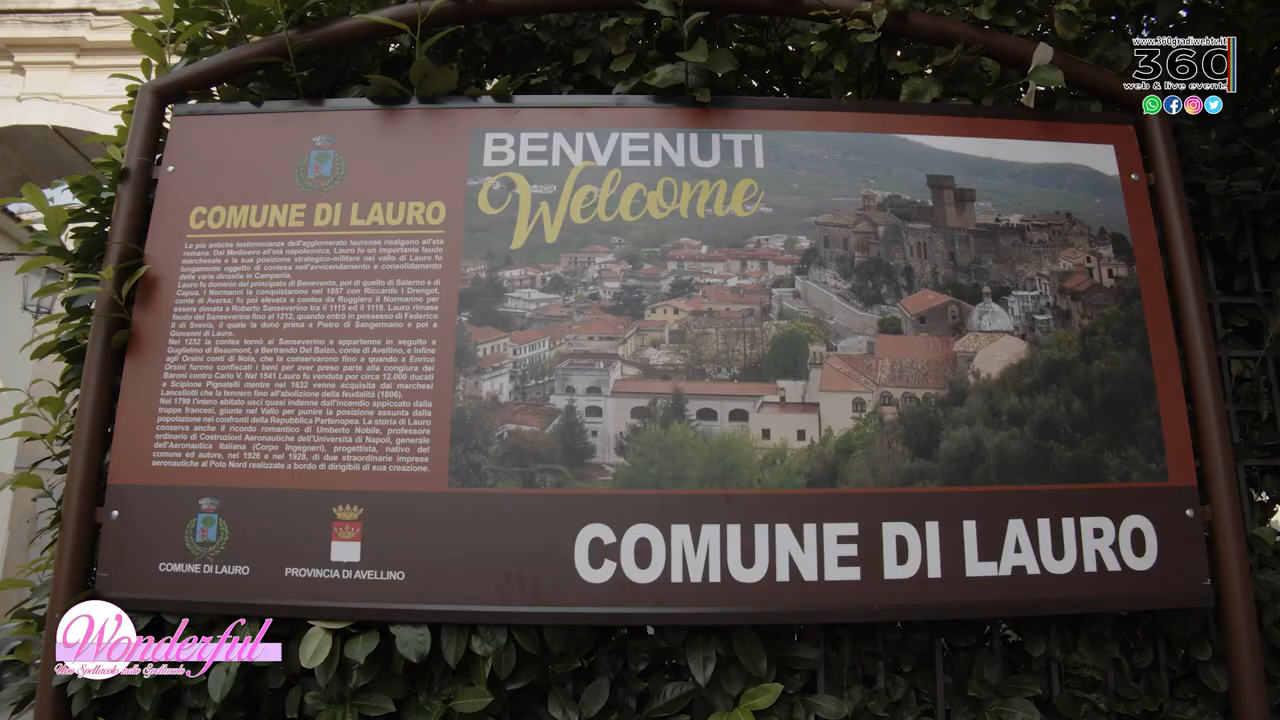 www.360gradiwebtv.it
360
web & live events
BENVENUTI
Welcome
COMUNE DI LAURO
Le più antiche testimonianze dell'agglomerato laurense risalgono all'età
romana. Dal Medioevo all'età napoleonica, Lauro fu un importante feudo
marchesale e la sua posizione strategico-militare nel vallo di Lauro fu
lungamente oggetto di contesa nell'avvicendamento e consolidamento
delle varie dinastie in Campania.
Lauro fu dominio del principato di Benevento, poi di quello di Salerno e di
Capua. I Normanni la conquistarono nel 1057 con Riccardo I Drengot,
conte di Aversa; fu poi elevata a contea da Ruggiero il Normanno per
essere donata a Roberto Sanseverino tra il 1115 ed il 1119. Lauro rimase
feudo dei Sanseverino fino al 1212, quando entrò in possesso di Federico
II di Svevia, il quale la donò prima a Pietro di Sangermano e poi a
Giovanni di Lauro.
Nel 1232 la contea tornò ai Sanseverino e appartenne in seguito a
Guglielmo di Beaumont, a Bertrando Del Balzo, conte di Avellino, e infine
agli Orsini conti di Nola, che la conservarono fino a quando a Enrico
Orsini furono confiscati i beni per aver preso parte alla congiura dei
Baroni contro Carlo V. Nel 1541 Lauro fu venduta per circa 12.000 ducati
a Scipione Pignatelli mentre nel 1632 venne acquisita dai marchesi
Lancellotti che la tennero fino all'abolizione della feudalità (1806).
Nel 1799 l'intero abitato uscì quasi indenne dall'incendio appiccato dalle
truppe francesi, giunte nel Vallo per punire la posizione assunta dalla
popolazione nei confronti della Repubblica Partenopea. La storia di Lauro
conserva anche il ricordo romantico di Umberto Nobile, professore
ordinario di Costruzioni Aeronautiche dell'Università di Napoli, generale
dell'Aeronautica Italiana (Corpo Ingegneri), progettista, nativo del
comune ed autore, nel 1926 e nel 1928, di due straordinarie imprese
aeronautiche al Polo Nord realizzate a bordo di dirigibili di sua creazione.
COMUNE DI LAURO
PROVINCIA DI AVELLINO
COMUNE DI LAURO
Wonderful
Uno Spettacolo sullo Spettacolo